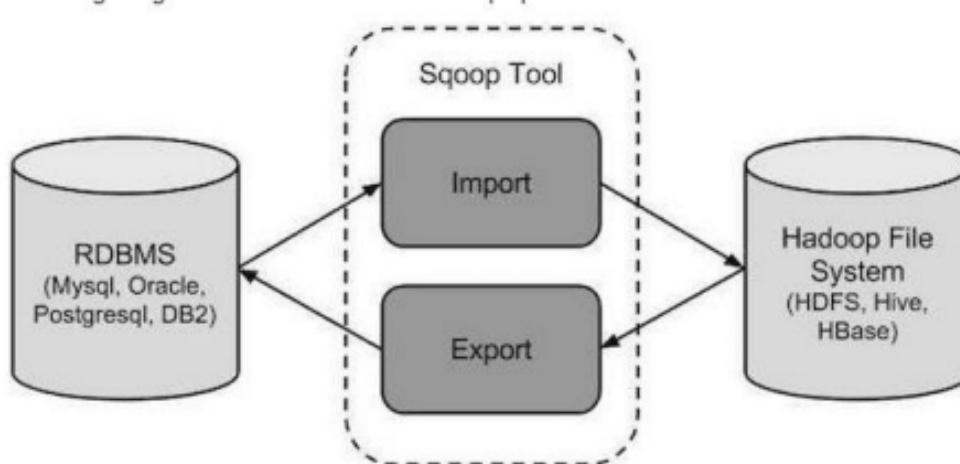 Sqoop Tool
Import
RDBMS
(Mysql, Oracle,
Postgresql, DB2)
Hadoop File
System
(HDFS, Hive,
HBase)
Export